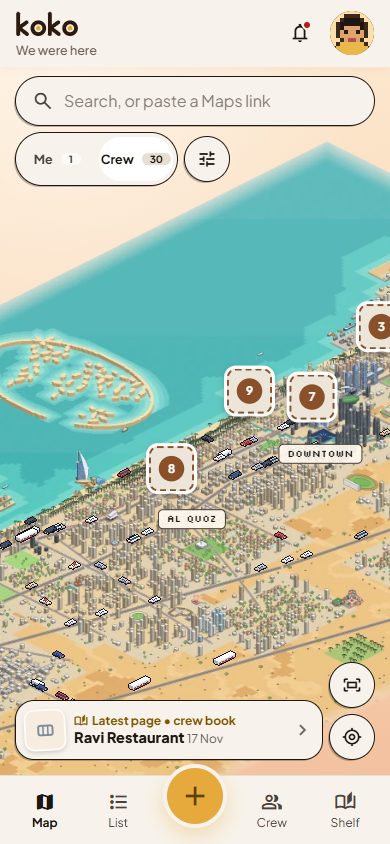 koko
We were here
Search, or paste a Maps link
Me 1 Crew 30
3
9
7
DOWNTOWN
8
AL QUOZ
Latest page • crew book
Ravi Restaurant 17 Nov
Map List Crew Shelf